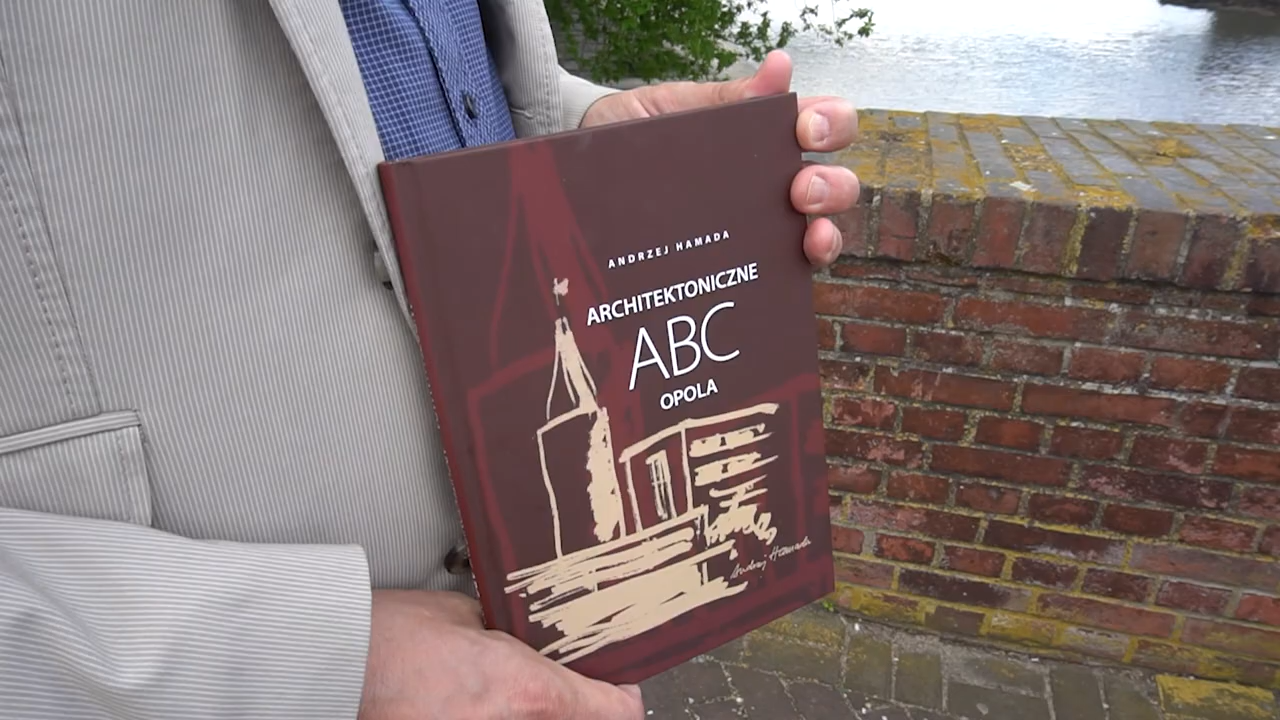 ANDRZEJ HAMADA
ARCHITEKTONICZNE
ABC
OPOLA
Andrzej Hamada